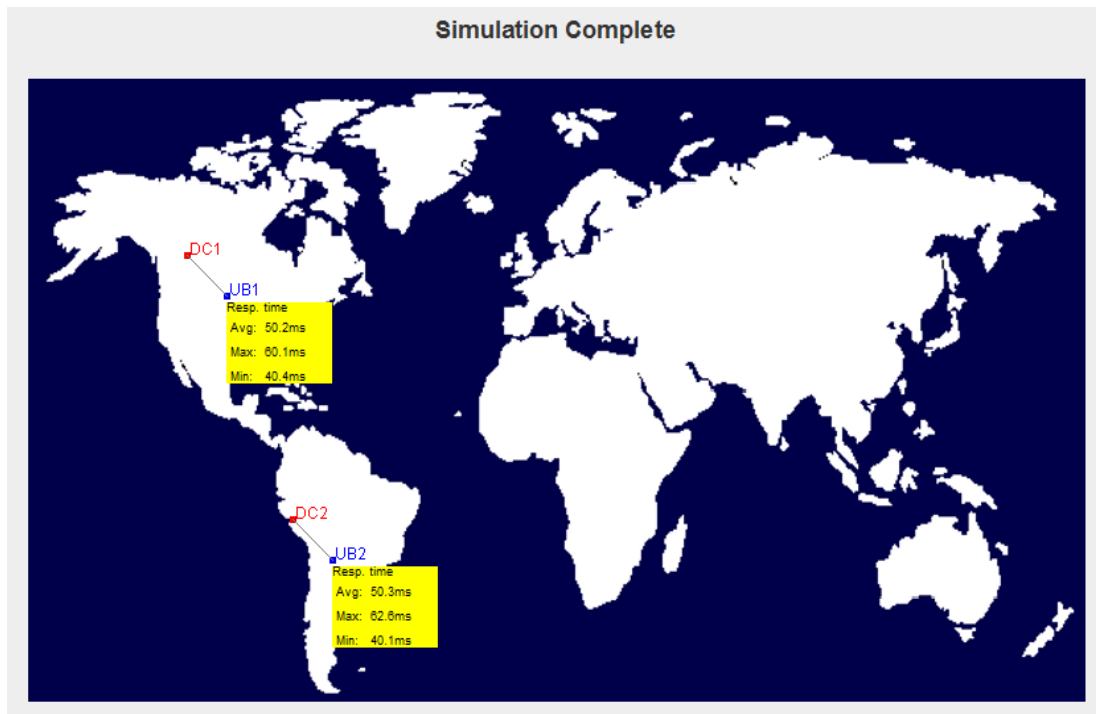 Simulation Complete
DC1
UB1
Resp. time
Avg: 50.2ms
Max: 60.1ms
Min: 40.4ms
DC2
UB2
Resp. time
Avg: 50.3ms
Max: 62.6ms
Min: 40.1ms